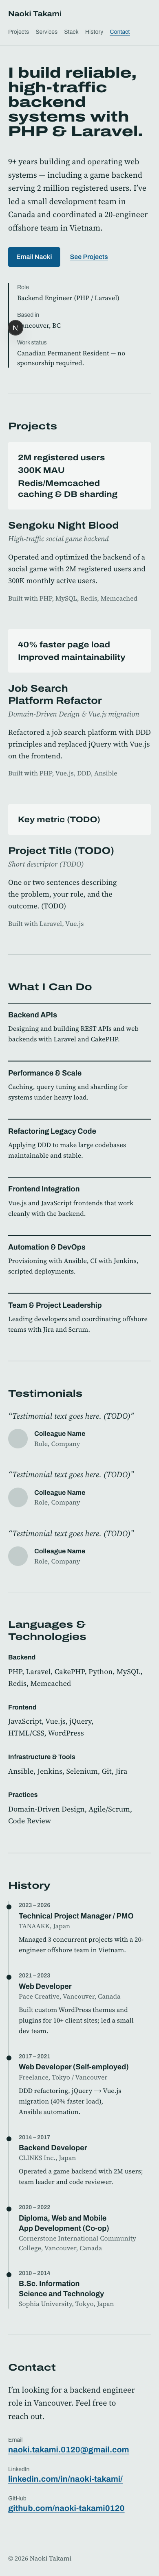 Naoki Takami
Projects Services Stack History Contact
I build reliable,
high-traffic
backend
systems with
PHP & Laravel.
9+ years building and operating web
systems — including a game backend
serving 2 million registered users. I've
led a small development team in
Canada and coordinated a 20-engineer
offshore team in Vietnam.
Email Naoki See Projects
Role
Backend Engineer (PHP / Laravel)
Based in
N
ncouver, BC
Work status
Canadian Permanent Resident — no
sponsorship required.
Projects
2M registered users
300K MAU
Redis/Memcached
caching & DB sharding
Sengoku Night Blood
High-traffic social game backend
Operated and optimized the backend of a
social game with 2M registered users and
300K monthly active users.
Built with PHP, MySQL, Redis, Memcached
40% faster page load
Improved maintainability
Job Search
Platform Refactor
Domain-Driven Design & Vue.js migration
Refactored a job search platform with DDD
principles and replaced jQuery with Vue.js
on the frontend.
Built with PHP, Vue.js, DDD, Ansible
Key metric (TODO)
Project Title (TODO)
Short descriptor (TODO)
One or two sentences describing
the problem, your role, and the
outcome. (TODO)
Built with Laravel, Vue.js
What I Can Do
Backend APIs
Designing and building REST APIs and web
backends with Laravel and CakePHP.
Performance & Scale
Caching, query tuning and sharding for
systems under heavy load.
Refactoring Legacy Code
Applying DDD to make large codebases
maintainable and stable.
Frontend Integration
Vue.js and JavaScript frontends that work
cleanly with the backend.
Automation & DevOps
Provisioning with Ansible, CI with Jenkins,
scripted deployments.
Team & Project Leadership
Leading developers and coordinating offshore
teams with Jira and Scrum.
Testimonials
“Testimonial text goes here. (TODO)”
Colleague Name
Role, Company
“Testimonial text goes here. (TODO)”
Colleague Name
Role, Company
“Testimonial text goes here. (TODO)”
Colleague Name
Role, Company
Languages &
Technologies
Backend
PHP, Laravel, CakePHP, Python, MySQL,
Redis, Memcached
Frontend
JavaScript, Vue.js, jQuery,
HTML/CSS, WordPress
Infrastructure & Tools
Ansible, Jenkins, Selenium, Git, Jira
Practices
Domain-Driven Design, Agile/Scrum,
Code Review
History
2023 – 2026
Technical Project Manager / PMO
TANAAKK, Japan
Managed 3 concurrent projects with a 20-
engineer offshore team in Vietnam.
2021 – 2023
Web Developer
Pace Creative, Vancouver, Canada
Built custom WordPress themes and
plugins for 10+ client sites; led a small
dev team.
2017 – 2021
Web Developer (Self-employed)
Freelance, Tokyo / Vancouver
DDD refactoring, jQuery → Vue.js
migration (40% faster load),
Ansible automation.
2014 – 2017
Backend Developer
CLINKS Inc., Japan
Operated a game backend with 2M users;
team leader and code reviewer.
2020 – 2022
Diploma, Web and Mobile
App Development (Co-op)
Cornerstone International Community
College, Vancouver, Canada
2010 – 2014
B.Sc. Information
Science and Technology
Sophia University, Tokyo, Japan
Contact
I'm looking for a backend engineer
role in Vancouver. Feel free to
reach out.
Email
naoki.takami.0120@gmail.com
LinkedIn
linkedin.com/in/naoki-takami/
GitHub
github.com/naoki-takami0120
© 2026 Naoki Takami